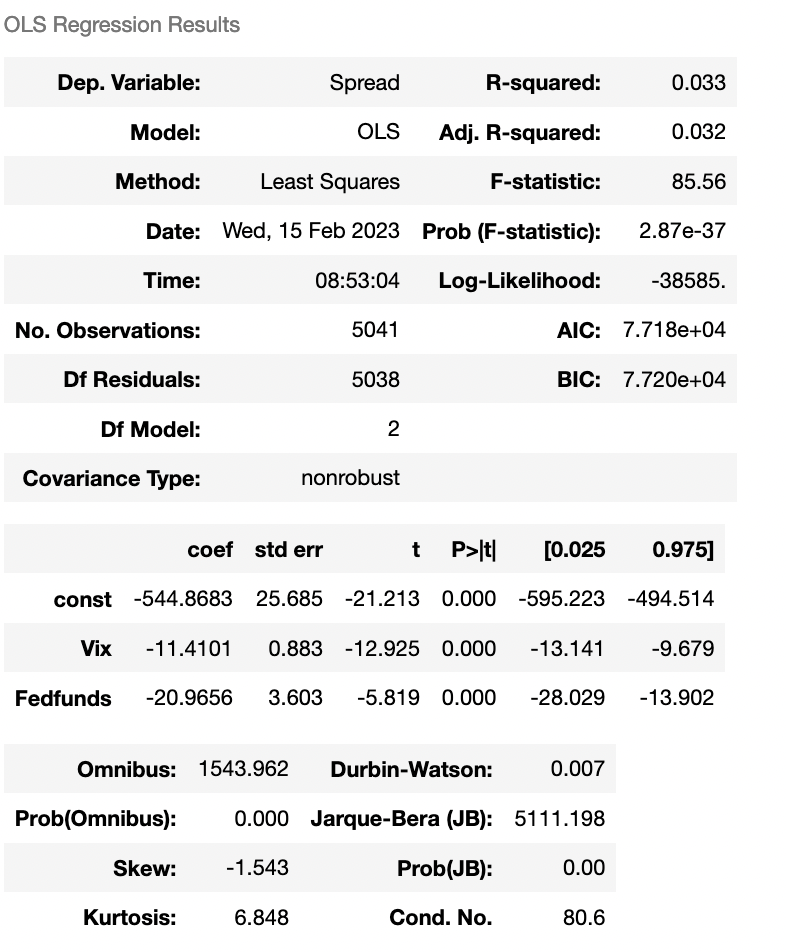 OLS Regression Results
Dep. Variable: Spread R-squared: 0.033
Model: OLS Adj. R-squared: 0.032
Method: Least Squares F-statistic: 85.56
Date: Wed, 15 Feb 2023 Prob (F-statistic): 2.87e-37
Time: 08:53:04 Log-Likelihood: -38585.
No. Observations: 5041 AIC: 7.718e+04
Df Residuals: 5038 BIC: 7.720e+04
Df Model: 2
Covariance Type: nonrobust
coef std err t P>|t| [0.025 0.975]
const -544.8683 25.685 -21.213 0.000 -595.223 -494.514
Vix -11.4101 0.883 -12.925 0.000 -13.141 -9.679
Fedfunds -20.9656 3.603 -5.819 0.000 -28.029 -13.902
Omnibus: 1543.962 Durbin-Watson: 0.007
Prob(Omnibus): 0.000 Jarque-Bera (JB): 5111.198
Skew: -1.543 Prob(JB): 0.00
Kurtosis: 6.848 Cond. No. 80.6